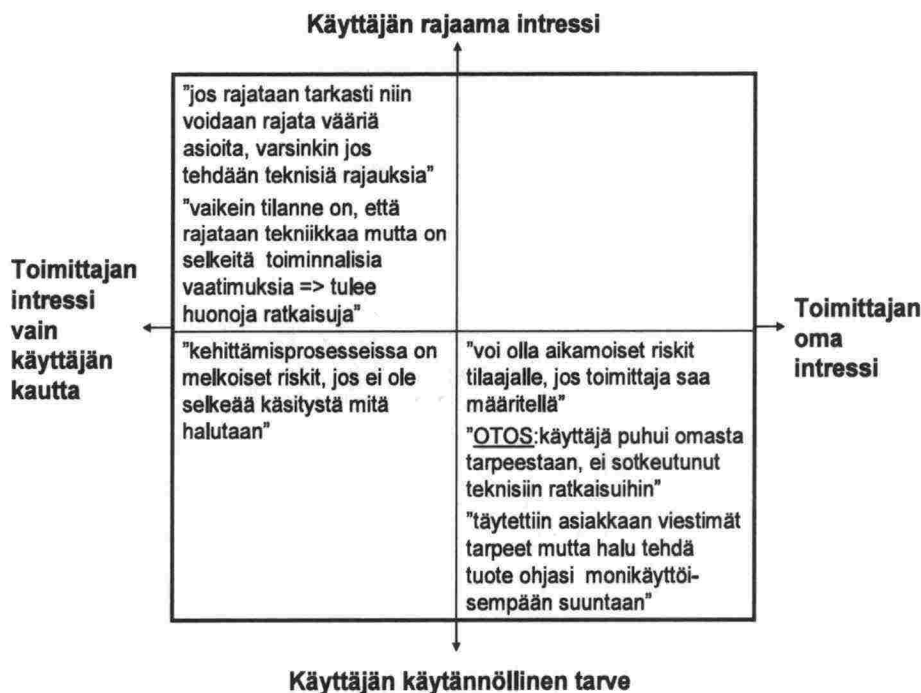 Käyttäjän rajaama intressi
"jos rajataan tarkasti niin
voidaan rajata vääriä
asioita, varsinkin jos
tehdään teknisiä rajauksia"
"vaikein tilanne on, että
rajataan tekniikkaa mutta on
selkeitä toiminnalisia
vaatimuksia => tulee
huonoja ratkaisuja"
Toimittajan
intressi
vain
käyttäjän
kautta
Toimittajan
oma
intressi
"kehittämisprosesseissa on
melkoiset riskit, jos ei ole
selkeää käsitystä mitä
halutaan"
"voi olla aikamoiset riskit
tilaajalle, jos toimittaja saa
määritellä"
"OTOS:käyttäjä puhui omasta
tarpeestaan, ei sotkeutunut
teknisiin ratkaisuihin"
"täytettiin asiakkaan viestimät
tarpeet mutta halu tehdä
tuote ohjasi monikäyttöi-
sempään suuntaan"
Käyttäjän käytännöllinen tarve